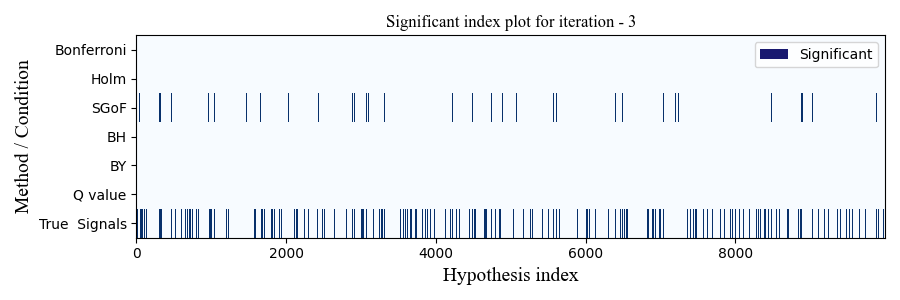 Significant index plot for iteration - 3
Significant
Method / Condition
Bonferroni
Holm
SGoF
BH
BY
Q value
True  Signals
0 2000 4000 6000 8000
Hypothesis index